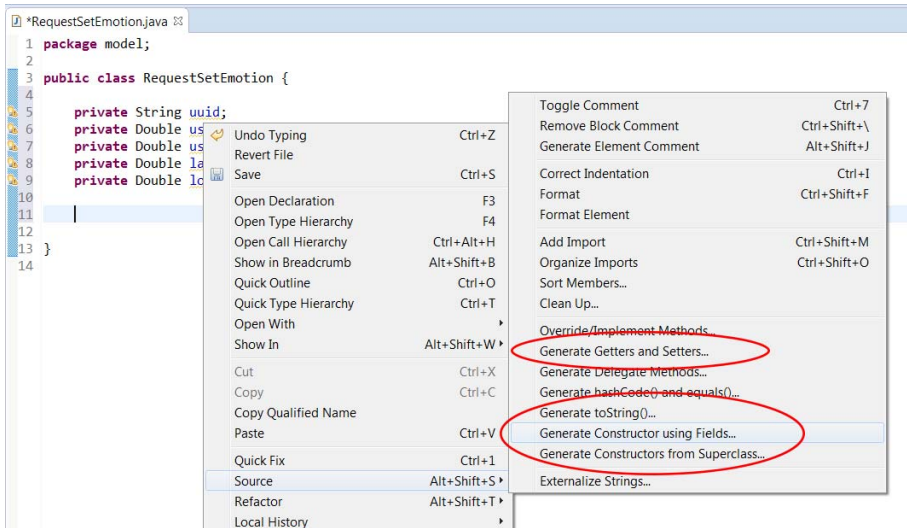 *RequestSetEmotion.java
1 package model;
2
3 public class RequestSetEmotion {
4
5 private String uuid;
6 private Double us
7 private Double us
8 private Double la
9 private Double lo
10
11
12
13 }
14
Undo Typing Ctrl+Z
Revert File
Save Ctrl+S
Open Declaration F3
Open Type Hierarchy F4
Open Call Hierarchy Ctrl+Alt+H
Show in Breadcrumb Alt+Shift+B
Quick Outline Ctrl+O
Quick Type Hierarchy Ctrl+T
Open With
Show In Alt+Shift+W
Cut Ctrl+X
Copy Ctrl+C
Copy Qualified Name
Paste Ctrl+V
Quick Fix Ctrl+1
Source Alt+Shift+S
Refactor Alt+Shift+T
Local History
Toggle Comment Ctrl+7
Remove Block Comment Ctrl+Shift+\
Generate Element Comment Alt+Shift+J
Correct Indentation Ctrl+I
Format Ctrl+Shift+F
Format Element
Add Import Ctrl+Shift+M
Organize Imports Ctrl+Shift+O
Sort Members...
Clean Up...
Override/Implement Methods...
Generate Getters and Setters...
Generate Delegate Methods...
Generate hashCode() and equals()...
Generate toString()...
Generate Constructor using Fields...
Generate Constructors from Superclass...
Externalize Strings...